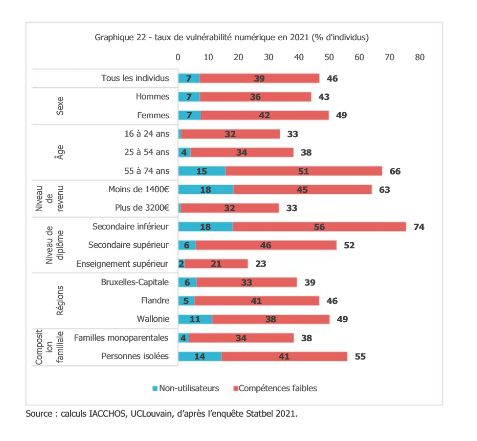 Graphique 22 - taux de vulnérabilité numérique en 2021 (% d'individus)
0 10 20 30 40 50 60 70 80
Tous les individus 7 39 46
Sexe
Hommes 7 36 43
Femmes 7 42 49
Âge
16 à 24 ans 32 33
25 à 54 ans 4 34 38
55 à 74 ans 15 51 66
Niveau
de
revenu
Moins de 1400€ 18 45 63
Plus de 3200€ 32 33
Niveau de
diplôme
Secondaire inférieur 18 56 74
Secondaire supérieur 6 46 52
Enseignement supérieur 2 21 23
Régions
Bruxelles-Capitale 6 33 39
Flandre 5 41 46
Wallonie 11 38 49
Composit
ion
familiale
Familles monoparentales 4 34 38
Personnes isolées 14 41 55
Non-utilisateurs Compétences faibles
Source : calculs IACCHOS, UCLouvain, d'après l'enquête Statbel 2021.